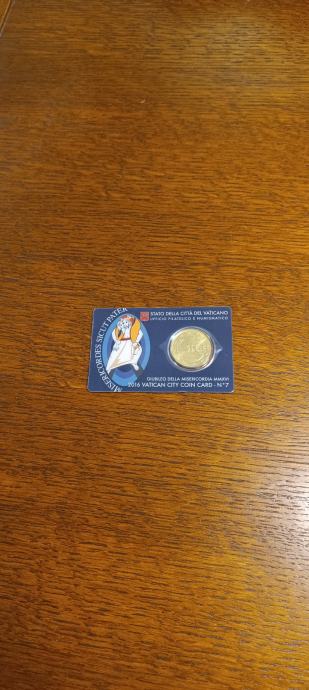 MISERICORDES SICUT PATER
STATO DELLA CITTÀ DEL VATICANO
UFFICIO FILATELICO E NUMISMATICO
GIUBILEO DELLA MISERICORDIA MMXVI
2016 VATICAN CITY COIN CARD - N°7